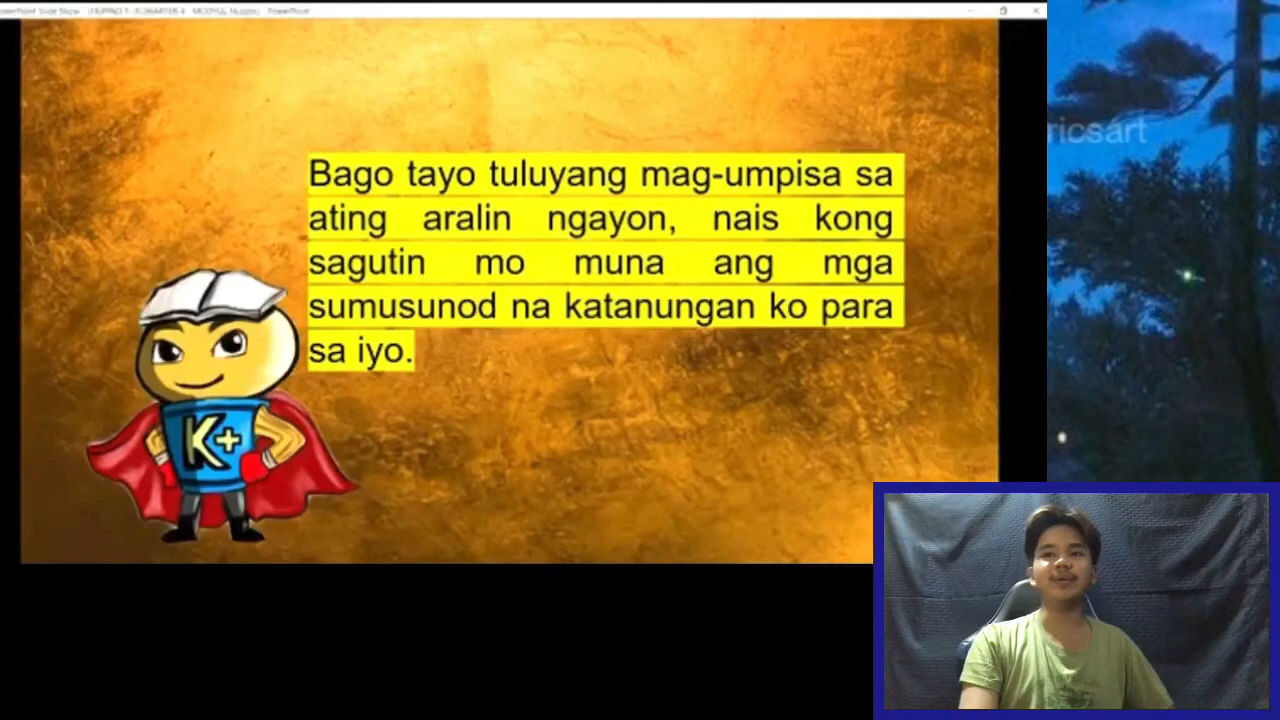 Bago tayo tuluyang mag-umpisa sa
ating aralin ngayon, nais kong
sagutin mo muna ang mga
sumusunod na katanungan ko para
sa iyo.
K+
ricsart